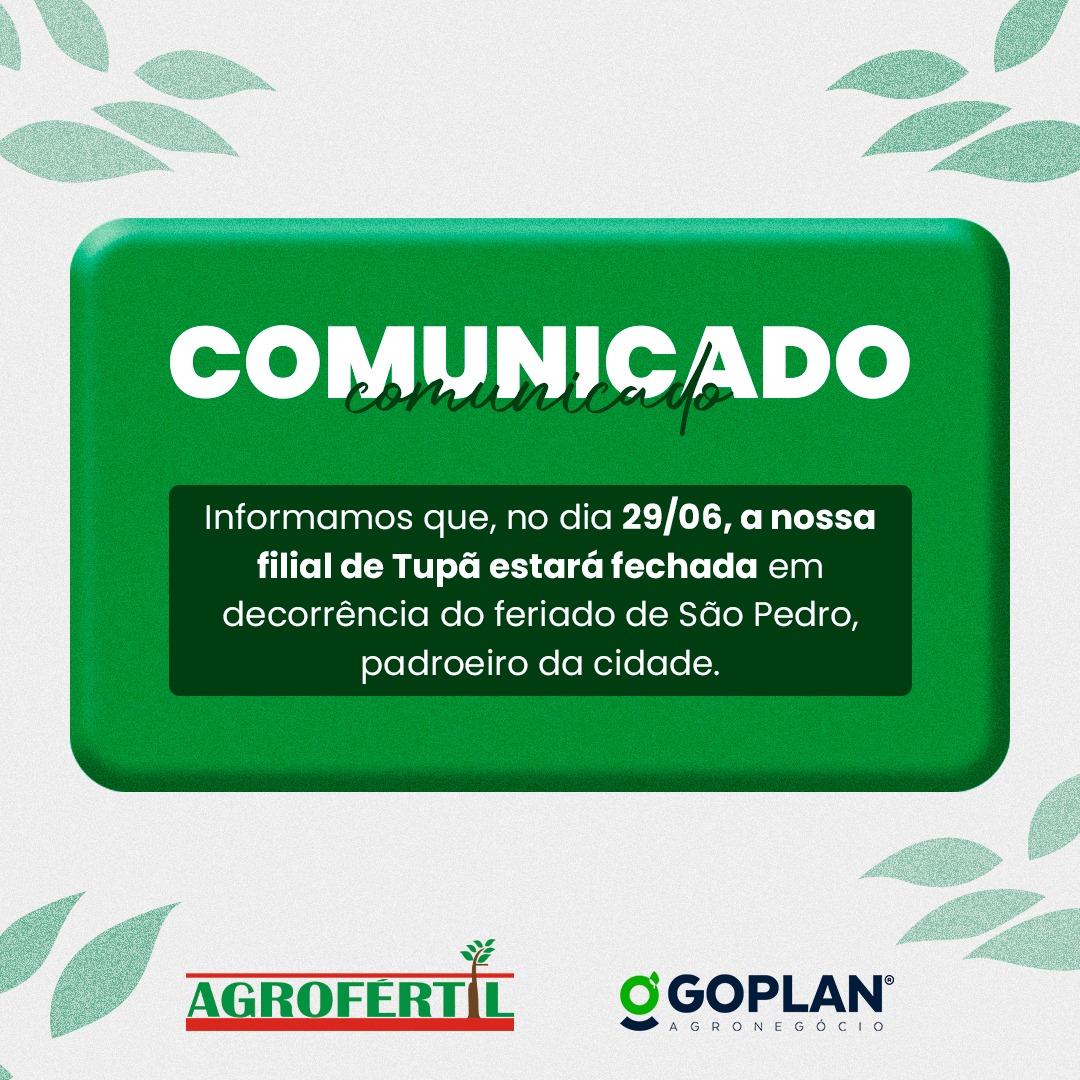 COMUNICADO
comunicado
Informamos que, no dia 29/06, a nossa
filial de Tupã estará fechada em
decorrência do feriado de São Pedro,
padroeiro da cidade.
AGROFÉRTIL
GOPLAN®
AGRONEGÓCIO